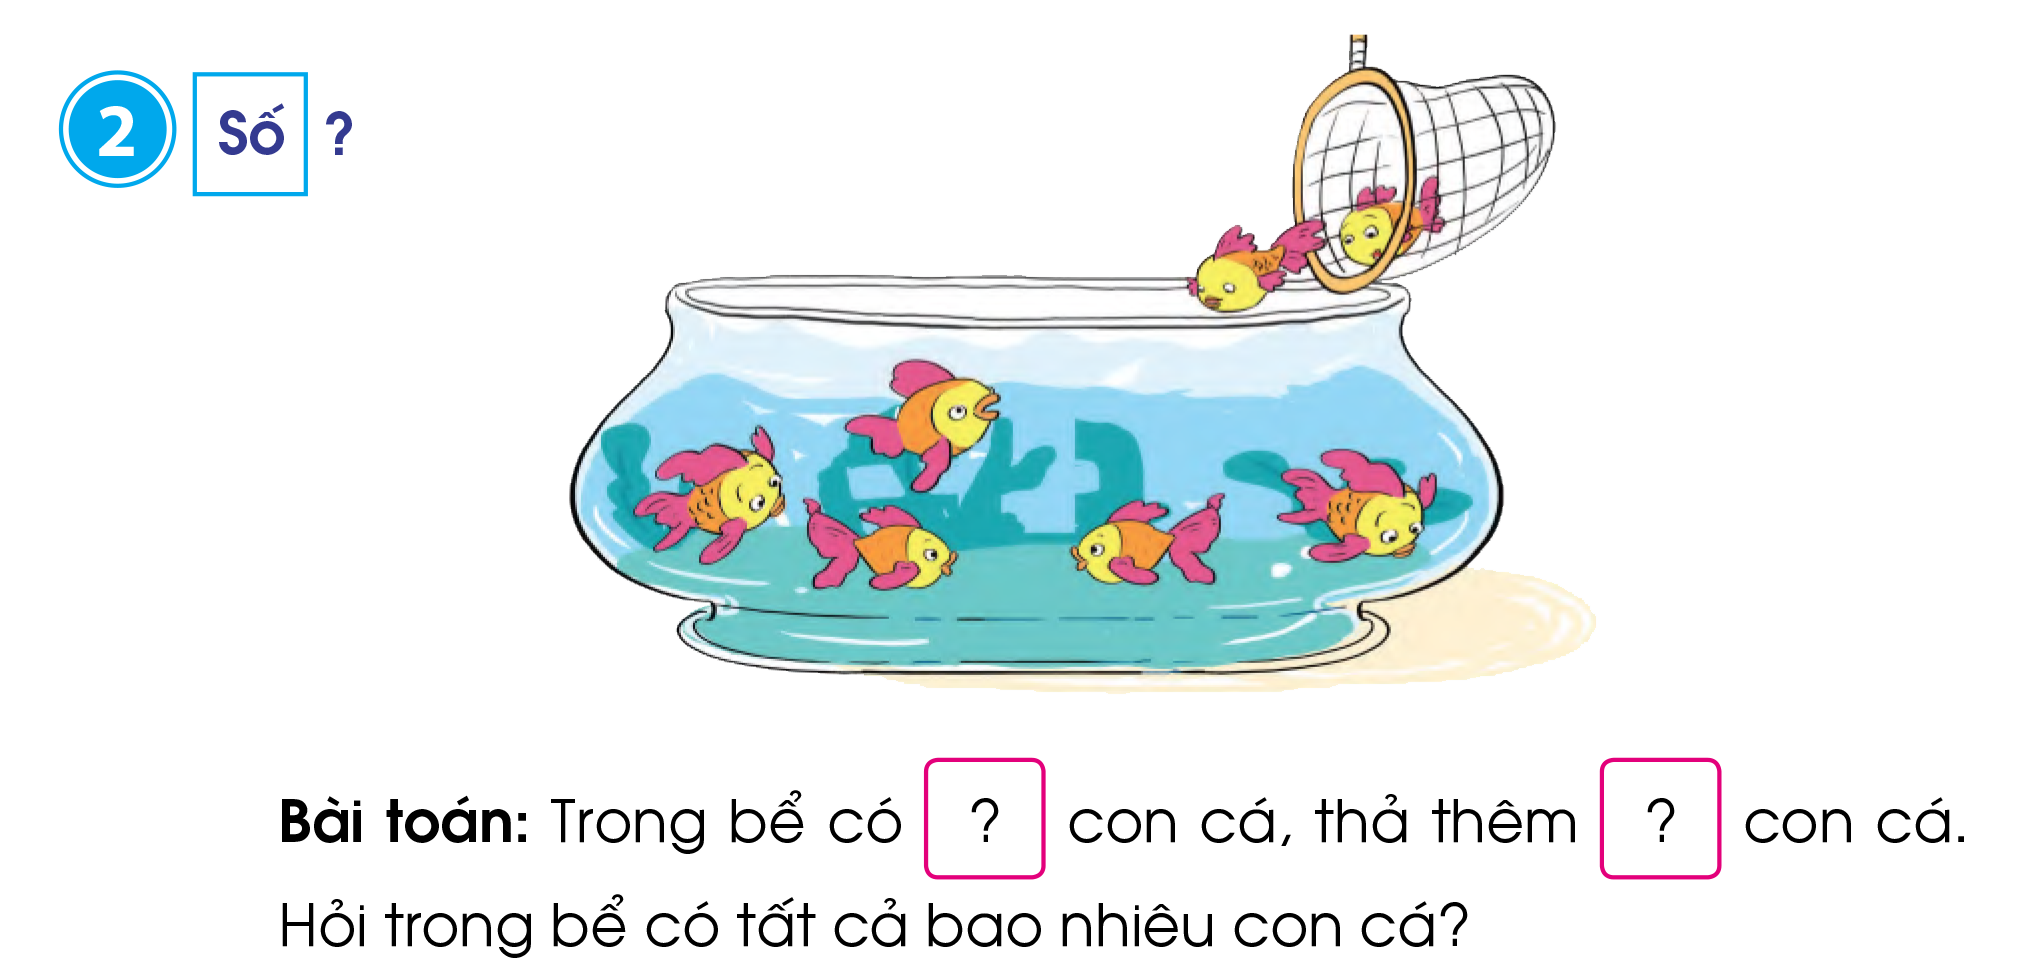 2 Số ?
Bài toán: Trong bể có ? con cá, thả thêm ? con cá.
Hỏi trong bể có tất cả bao nhiêu con cá?